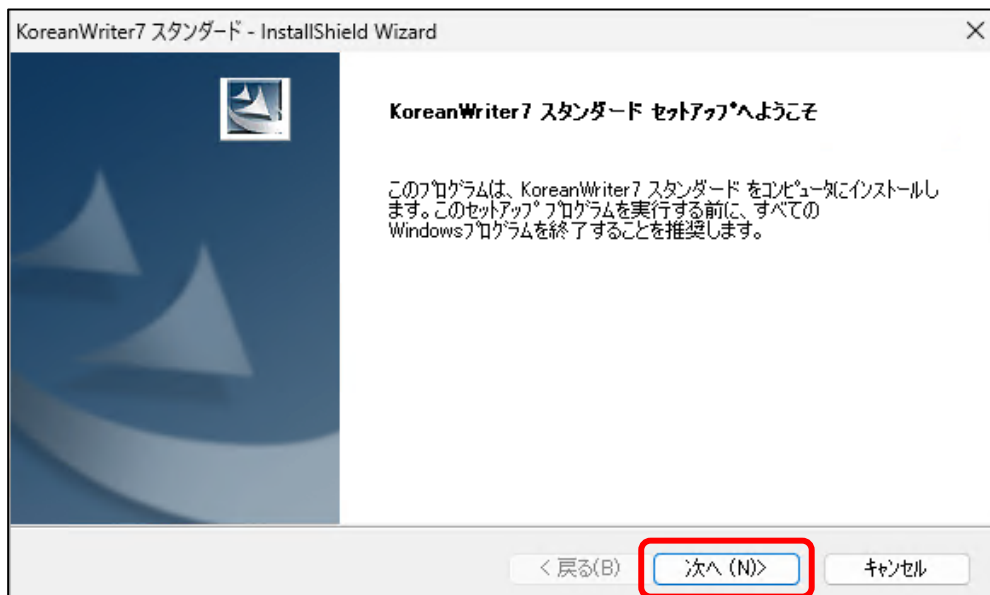 KoreanWriter7 スタンダード - InstallShield Wizard
KoreanWriter7 スタンダード セットアップへようこそ
このプログラムは、KoreanWriter7 スタンダード をコンピュータにインストールし
ます。このセットアップ プログラムを実行する前に、すべての
Windowsプログラムを終了することを推奨します。
< 戻る(B)
次へ (N)>
キャンセル